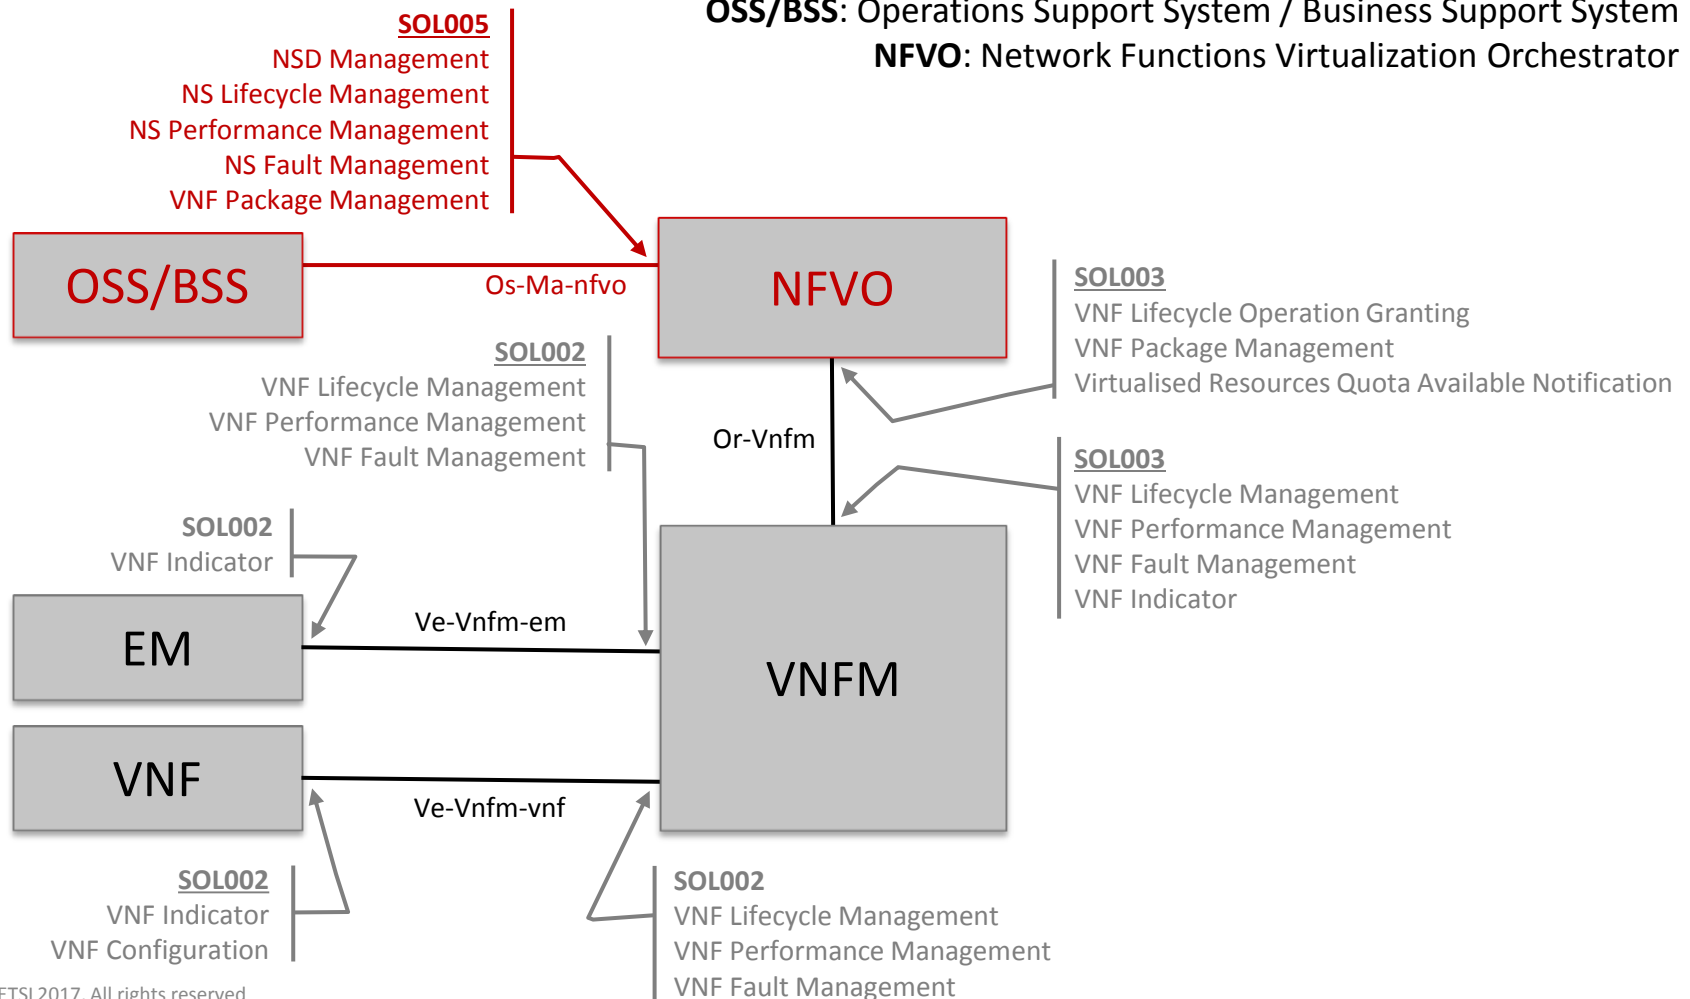 OSS/BSS: Operations Support System / Business Support System
NFVO: Network Functions Virtualization Orchestrator
SOL005
NSD Management
NS Lifecycle Management
NS Performance Management
NS Fault Management
VNF Package Management
OSS/BSS
Os-Ma-nfvo
NFVO
SOL003
VNF Lifecycle Operation Granting
VNF Package Management
Virtualised Resources Quota Available Notification
SOL002
VNF Lifecycle Management
VNF Performance Management
VNF Fault Management
Or-Vnfm
SOL003
VNF Lifecycle Management
VNF Performance Management
VNF Fault Management
VNF Indicator
SOL002
VNF Indicator
EM
Ve-Vnfm-em
VNFM
VNF
Ve-Vnfm-vnf
SOL002
VNF Indicator
VNF Configuration
SOL002
VNF Lifecycle Management
VNF Performance Management
VNF Fault Management
ETSI 2017. All rights reserved